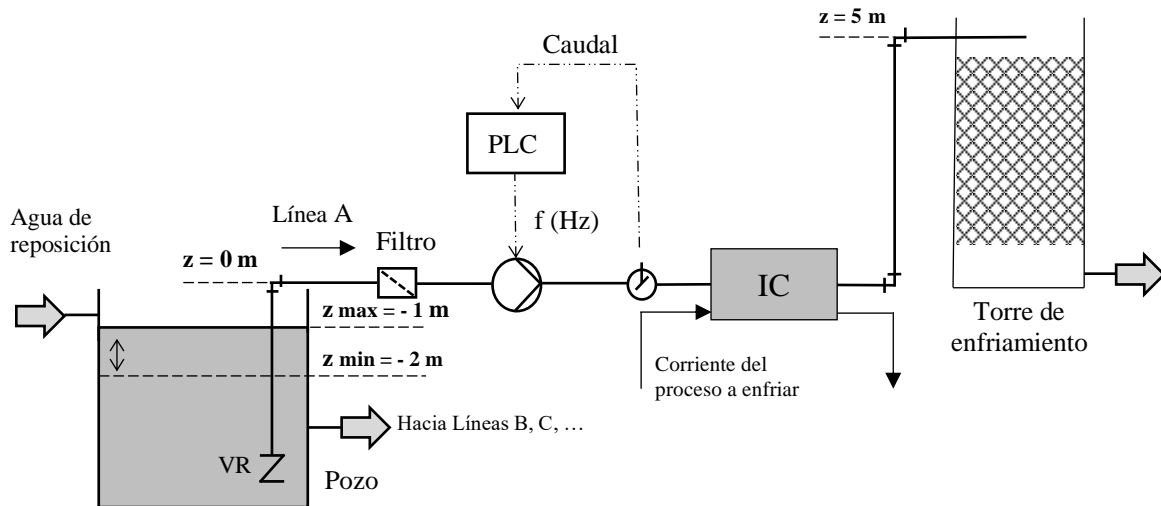 z = 5 m
Caudal
PLC
Agua de
reposición
Línea A
Filtro
f (Hz)
z = 0 m
IC
z max = - 1 m
z min = - 2 m
Torre de
enfriamiento
Corriente del
proceso a enfriar
Hacia Líneas B, C, …
VR
Pozo